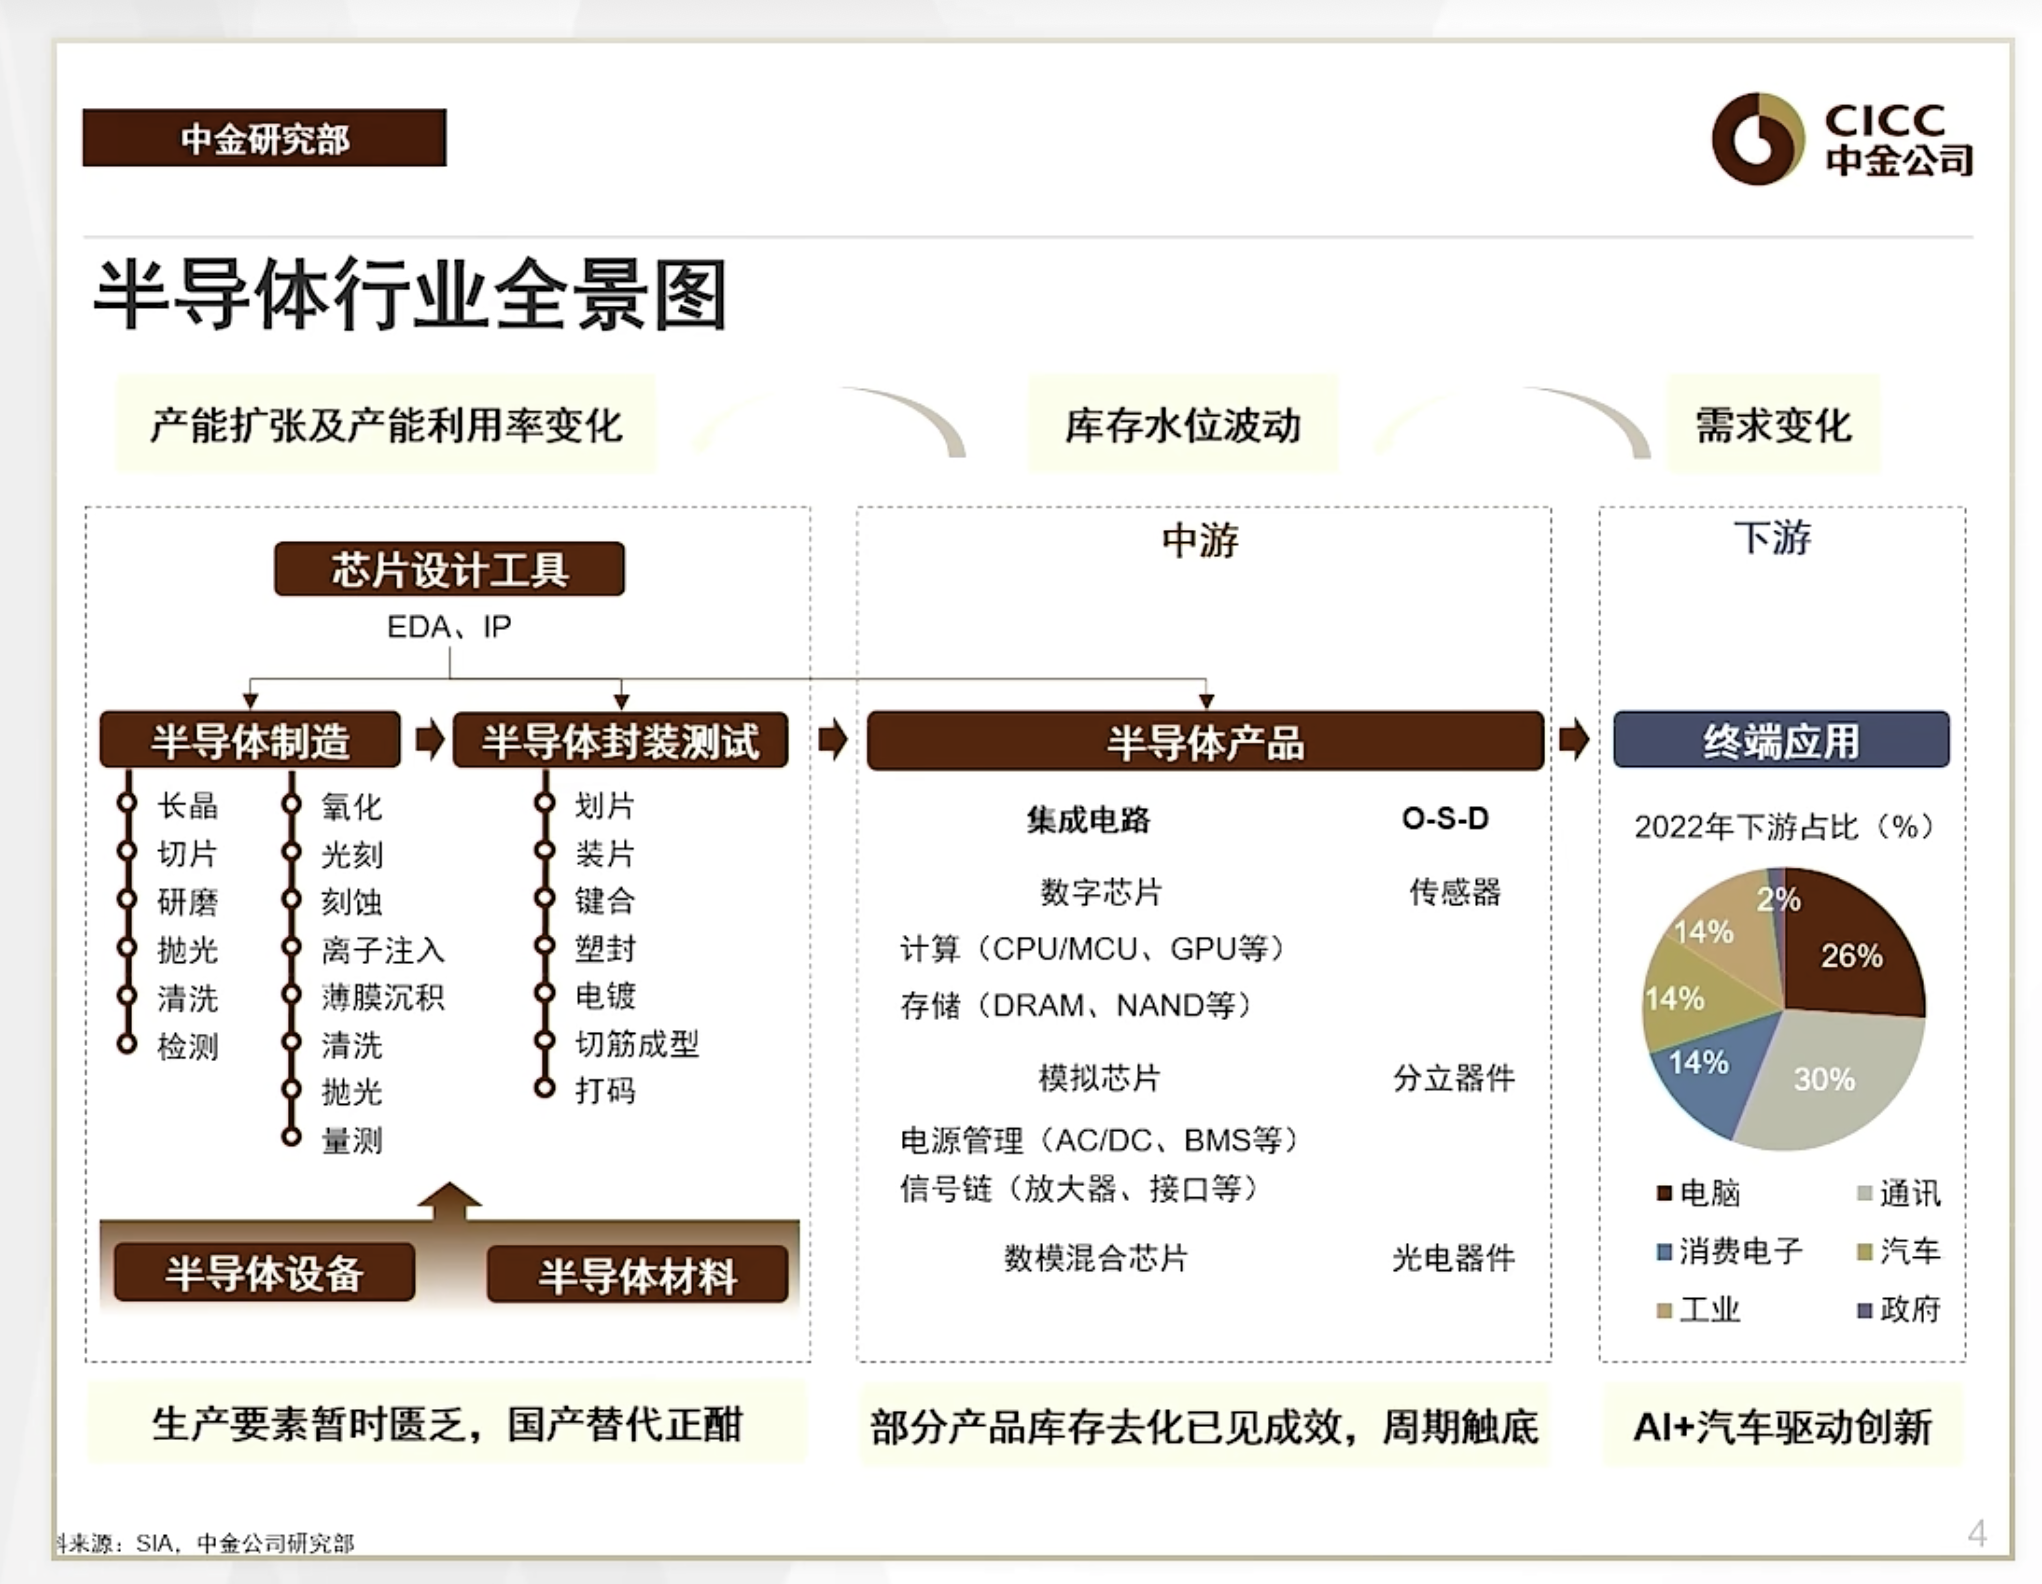 中金研究部
CICC
中金公司
半导体行业全景图
产能扩张及产能利用率变化
库存水位波动
需求变化
芯片设计工具
EDA、IP
中游
下游
半导体制造
半导体封装测试
半导体产品
终端应用
长晶
切片
研磨
抛光
清洗
检测
氧化
光刻
刻蚀
离子注入
薄膜沉积
清洗
抛光
量测
划片
装片
键合
塑封
电镀
切筋成型
打码
半导体设备
半导体材料
集成电路
O-S-D
数字芯片
传感器
计算（CPU/MCU、GPU等）
存储（DRAM、NAND等）
模拟芯片
分立器件
电源管理（AC/DC、BMS等）
信号链（放大器、接口等）
数模混合芯片
光电器件
2022年下游占比（%）
2%
26%
14%
14%
14%
30%
电脑
通讯
消费电子
汽车
工业
政府
生产要素暂时匮乏，国产替代正酣
部分产品库存去化已见成效，周期触底
AI+汽车驱动创新
料来源：SIA，中金公司研究部
4